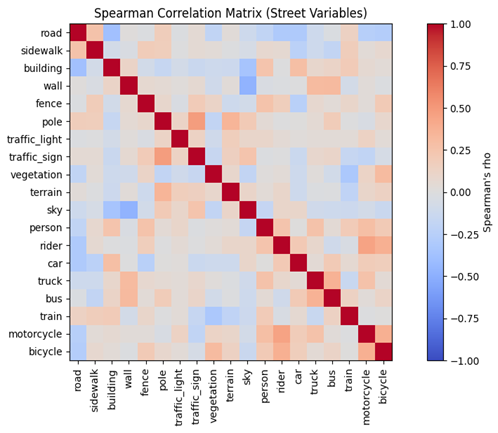 Spearman Correlation Matrix (Street Variables)
road
sidewalk
building
wall
fence
pole
traffic_light
traffic_sign
vegetation
terrain
sky
person
rider
car
truck
bus
train
motorcycle
bicycle
road
sidewalk
building
wall
fence
pole
traffic_light
traffic_sign
vegetation
terrain
sky
person
rider
car
truck
bus
train
motorcycle
bicycle
1.00
0.75
0.50
0.25
0.00
−0.25
−0.50
−0.75
−1.00
Spearman's rho